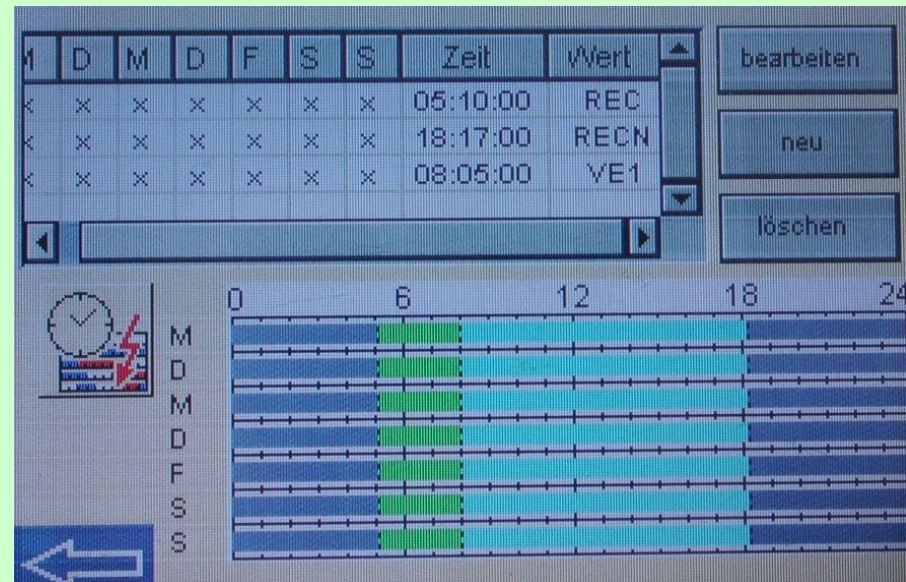 M D M D F S S Zeit Wert bearbeiten
x x x x x x x 05:10:00 REC
x x x x x x x 18:17:00 RECN neu
x x x x x x x 08:05:00 VE1
löschen
0 6 12 18 24
M
D
M
D
F
S
S